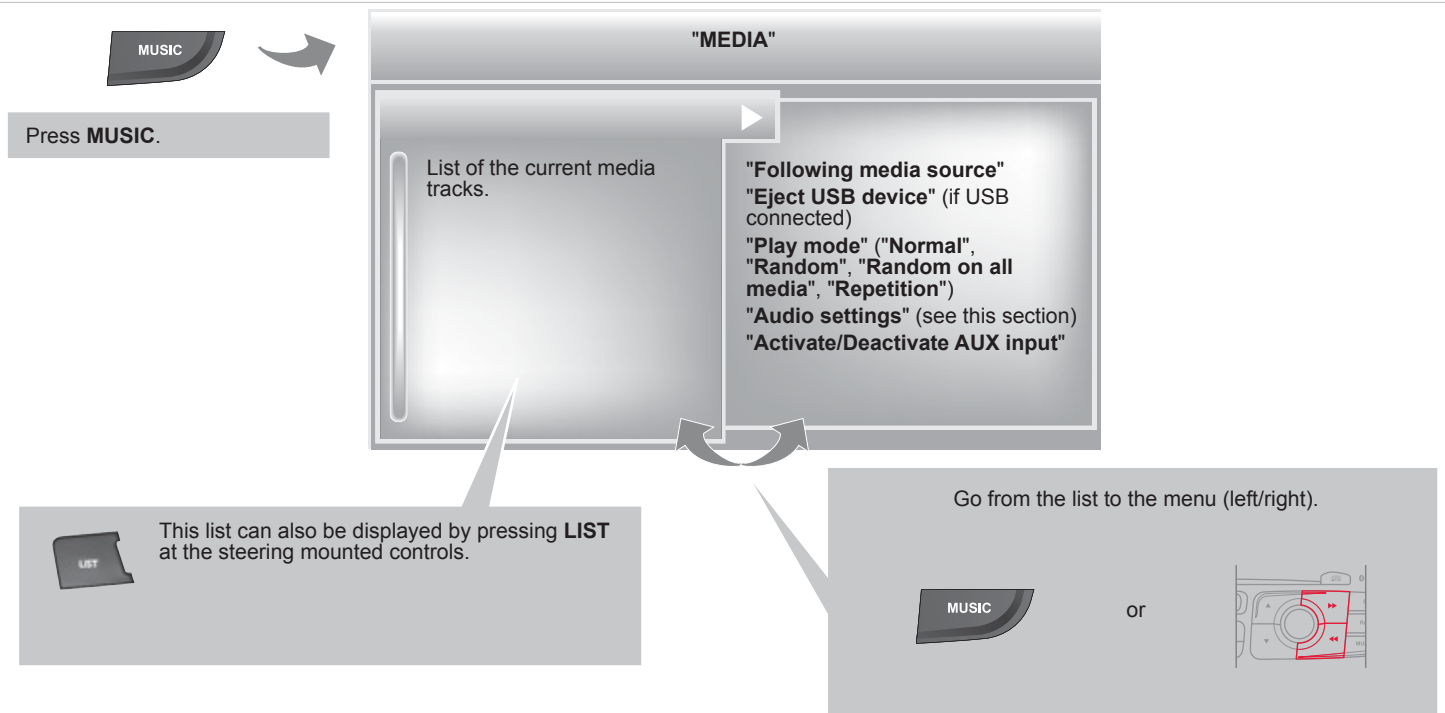 MUSIC
"MEDIA"
Press MUSIC.
List of the current media
tracks.
"Following media source"
"Eject USB device" (if USB
connected)
"Play mode" ("Normal",
"Random", "Random on all
media", "Repetition")
"Audio settings" (see this section)
"Activate/Deactivate AUX input"
LIST
This list can also be displayed by pressing LIST
at the steering mounted controls.
Go from the list to the menu (left/right).
MUSIC
or